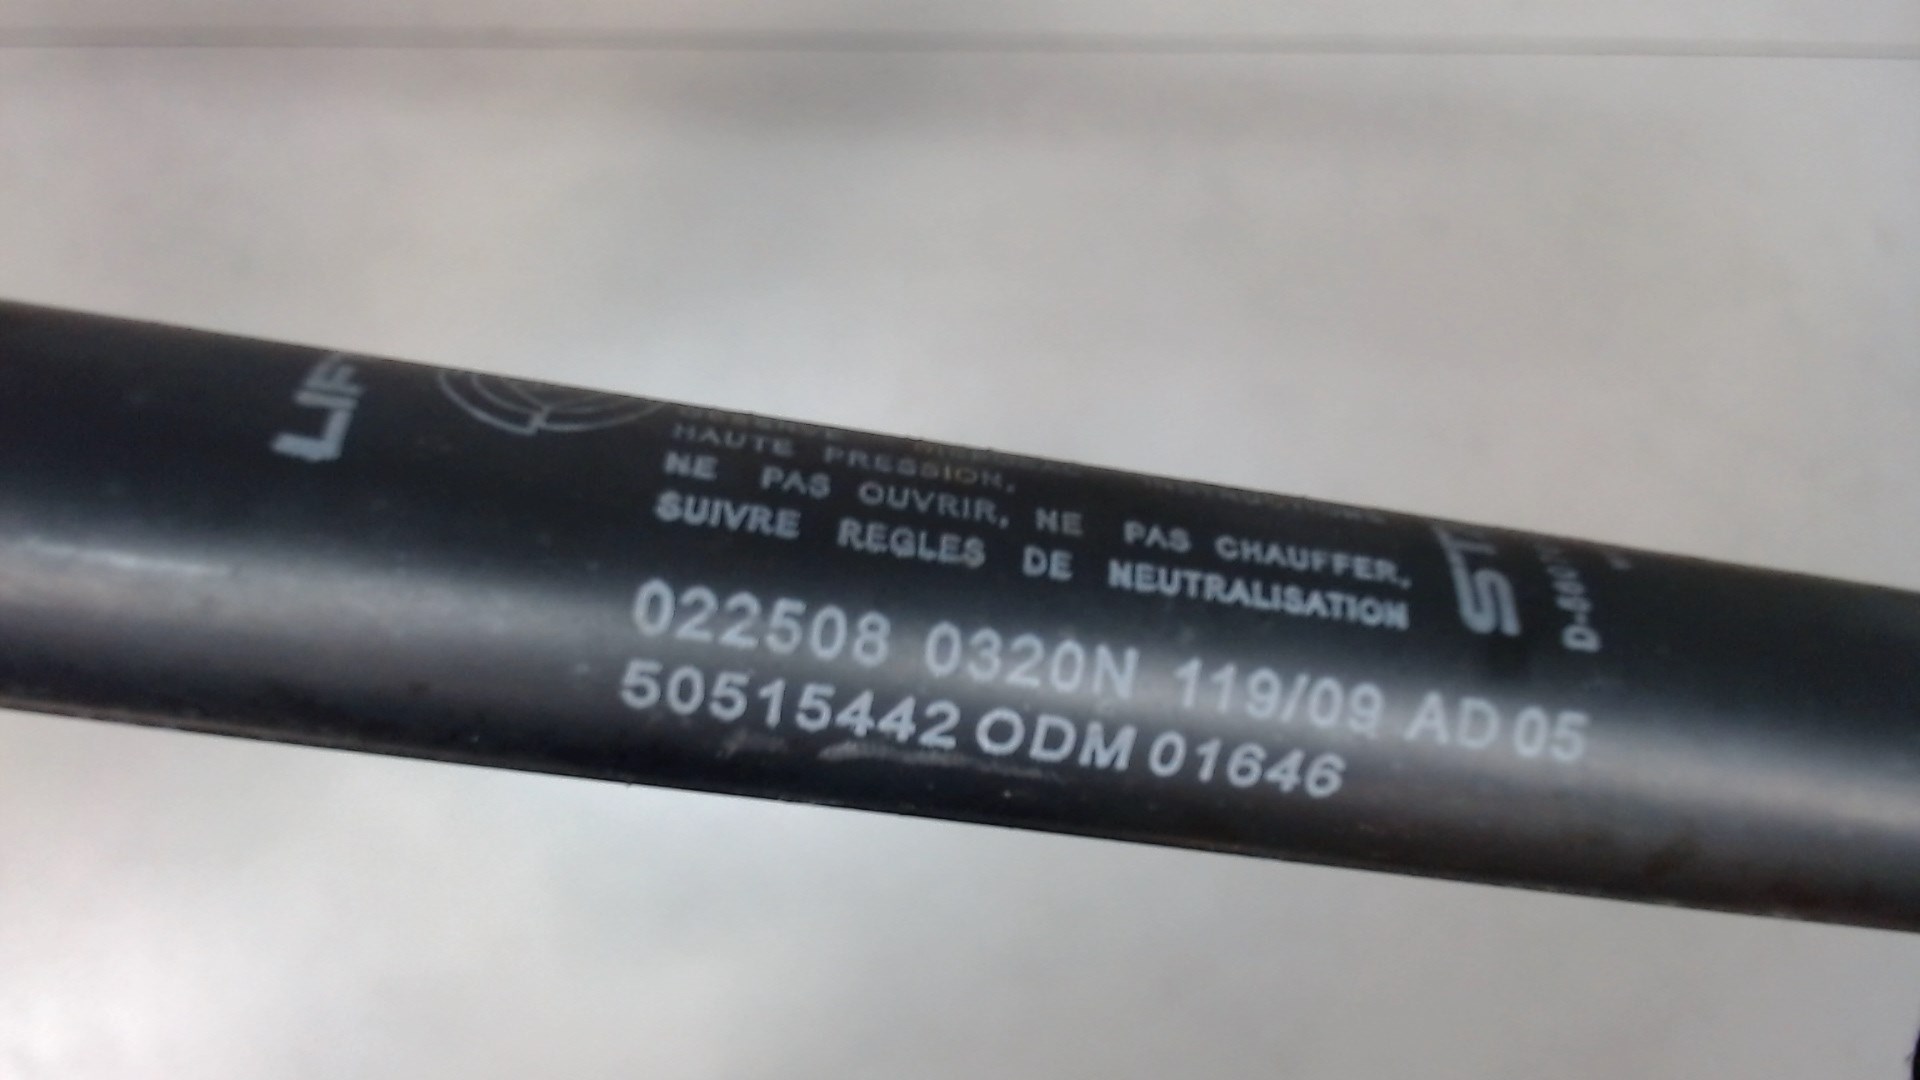 HAUTE PRESSION,
NE PAS OUVRIR, NE PAS CHAUFFER,
SUIVRE REGLES DE NEUTRALISATION
022508 0320N 119/09 AD 05
50515442 ODM 01646